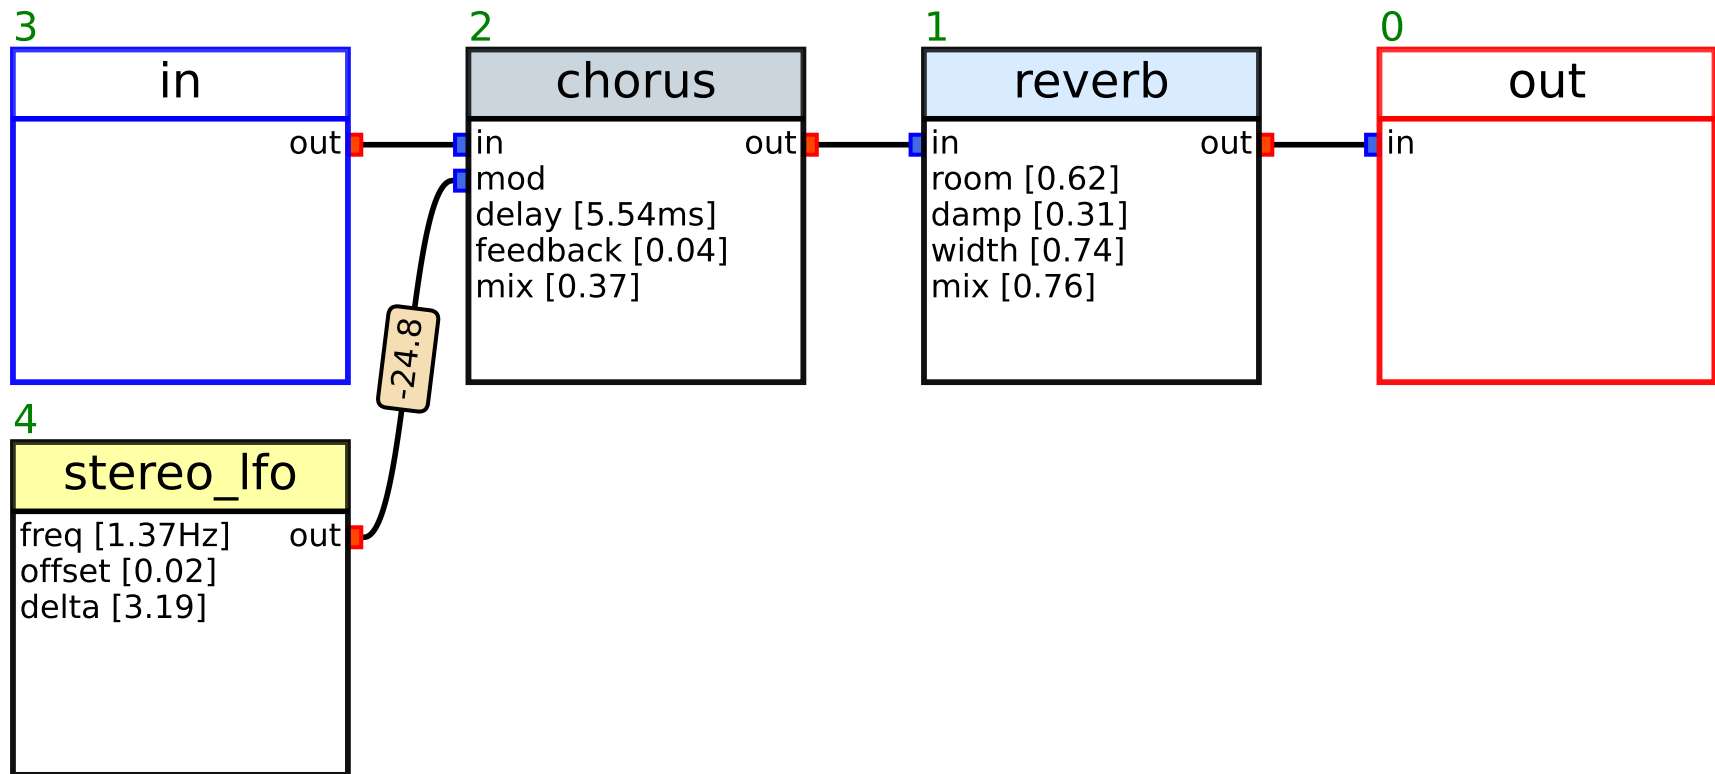 3
in
out
2
chorus
in
out
mod
delay [5.54ms]
feedback [0.04]
mix [0.37]
1
reverb
in
out
room [0.62]
damp [0.31]
width [0.74]
mix [0.76]
0
out
in
-24.8
4
stereo_lfo
freq [1.37Hz]
out
offset [0.02]
delta [3.19]